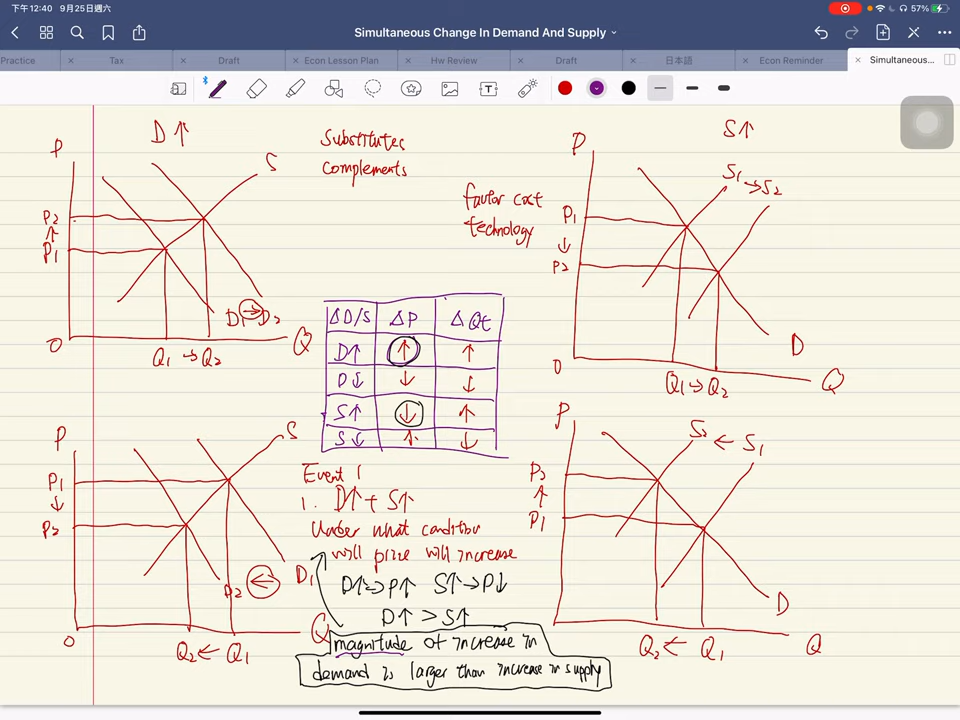 下午12:40 9月25日週六
57%
Simultaneous Change In Demand And Supply
Practice
Tax
Draft
Econ Lesson Plan
Hw Review
Draft
日本語
Econ Reminder
Simultaneous...
D ↑
P
S
P2
↑
P1
D1 → D2
O
Q1 → Q2
Q
Substitutes
complements
factor cost
technology
S↑
P
S1 → S2
P1
↓
P2
D
O
Q1 → Q2
Q
ΔD/S ΔP ΔQt
D↑ ↑ ↑
D↓ ↓ ↓
S↑ ↓ ↑
S↓ ↑ ↓
P
S
P1
↓
P2
D1
D2 ←
O
Q2 ← Q1
Q
Event 1
1. D↑ + S↑
Under what condition
will price will increase
D↑ => P↑ S↑ → P↓
D↑ > S↑
magnitude of increase in
demand is larger than increase in supply
P
S2 ← S1
P2
↑
P1
D
Q2 ← Q1
Q